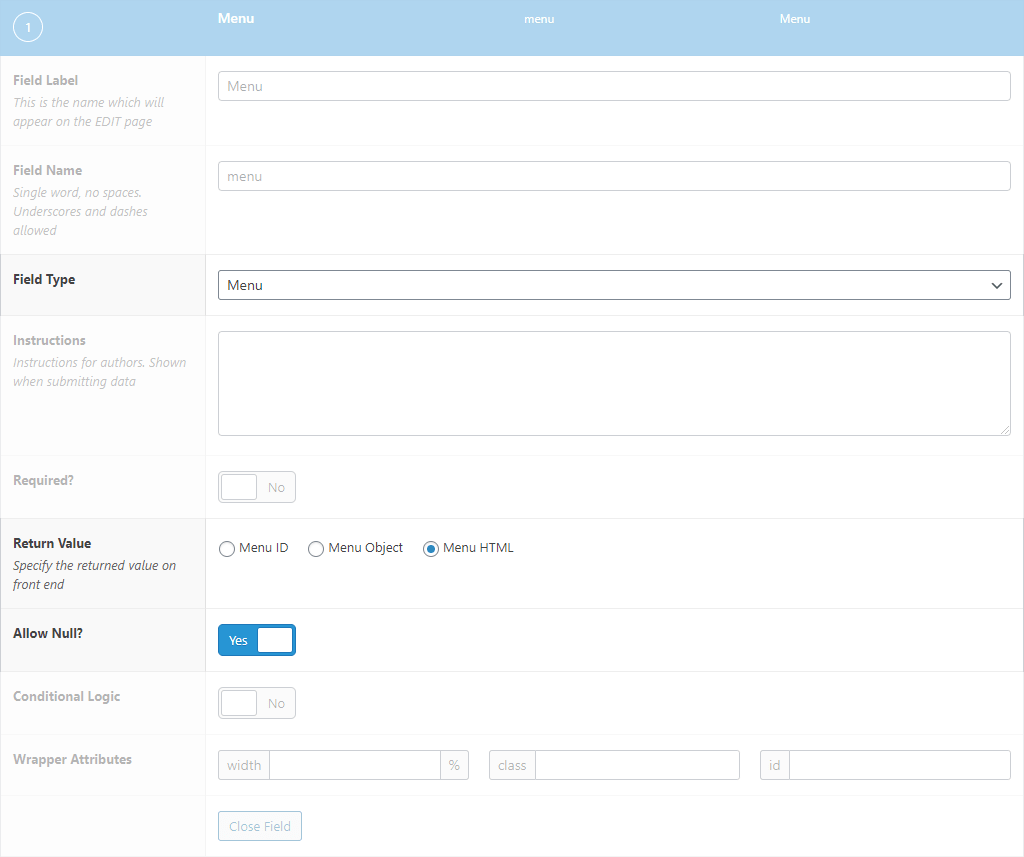 1 Menu menu Menu
Field Label
This is the name which will
appear on the EDIT page
Menu
Field Name
Single word, no spaces.
Underscores and dashes
allowed
menu
Field Type
Menu
Instructions
Instructions for authors. Shown
when submitting data
Required?
No
Return Value
Specify the returned value on
front end
Menu ID Menu Object Menu HTML
Allow Null?
Yes
Conditional Logic
No
Wrapper Attributes
width % class id
Close Field